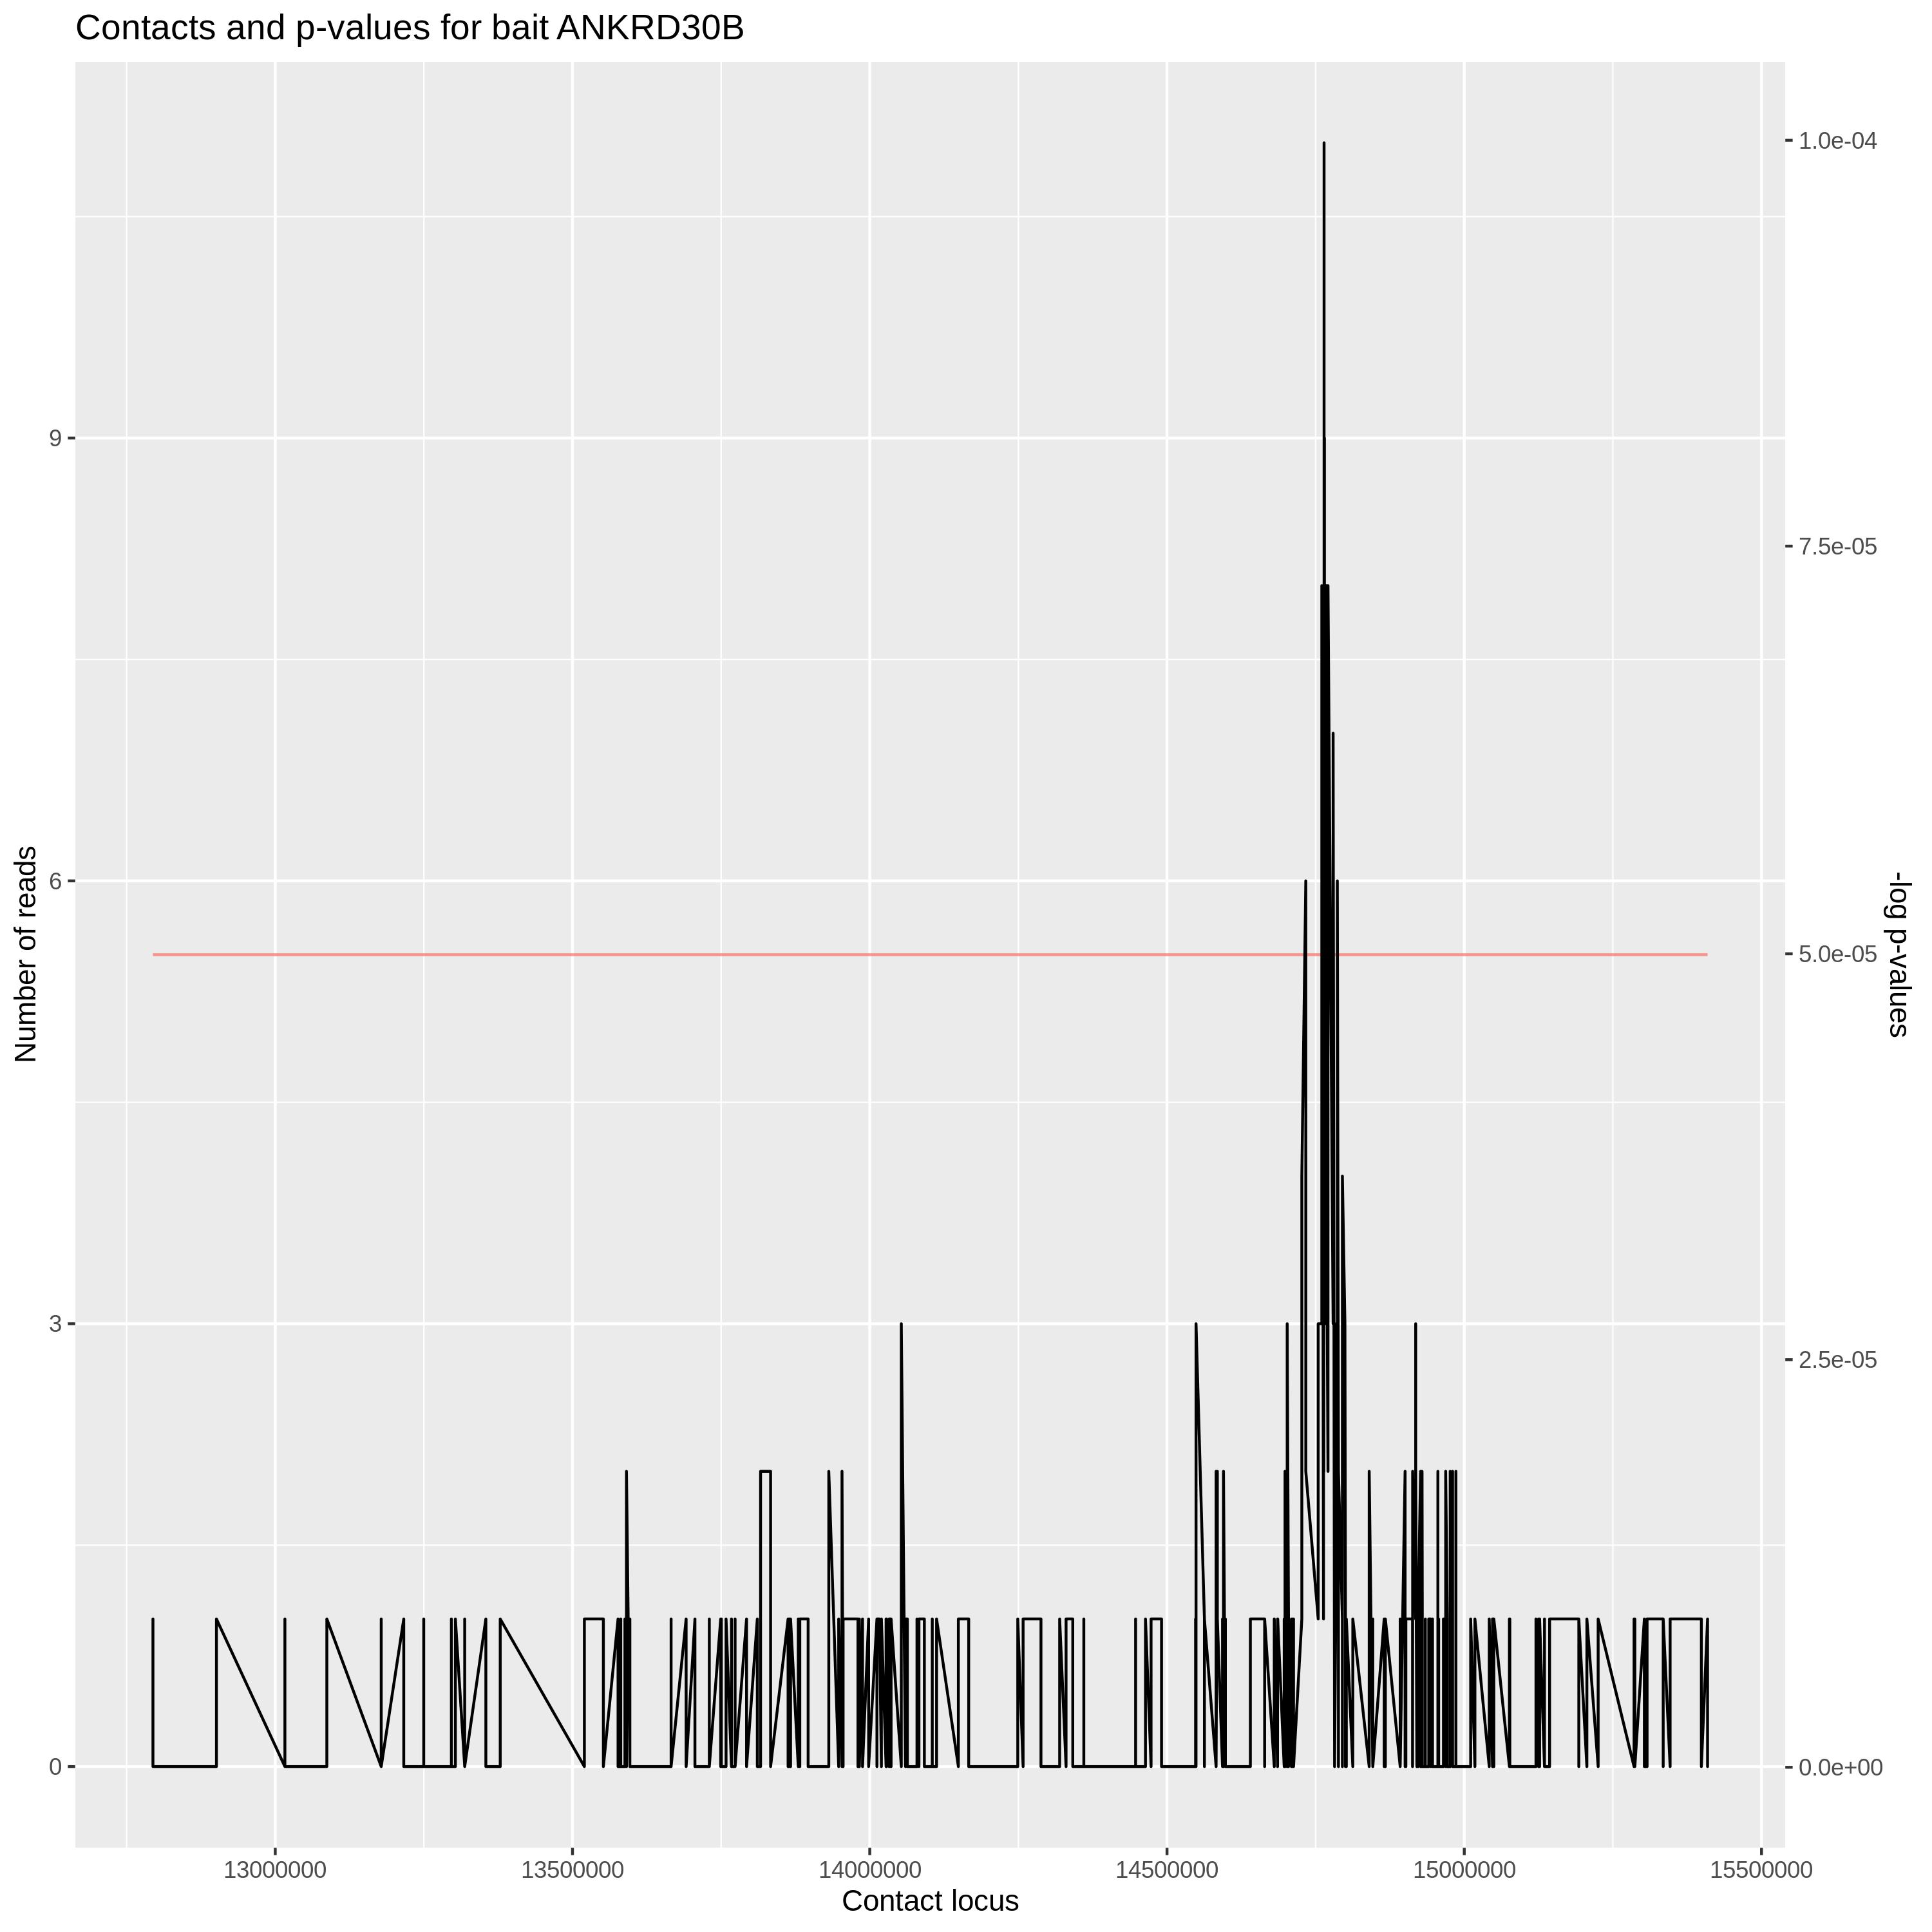 Contacts and p-values for bait ANKRD30B
Number of reads
9
6
3
0
1.0e-04
7.5e-05
5.0e-05
2.5e-05
0.0e+00
-log p-values
13000000
13500000
14000000
14500000
15000000
15500000
Contact locus